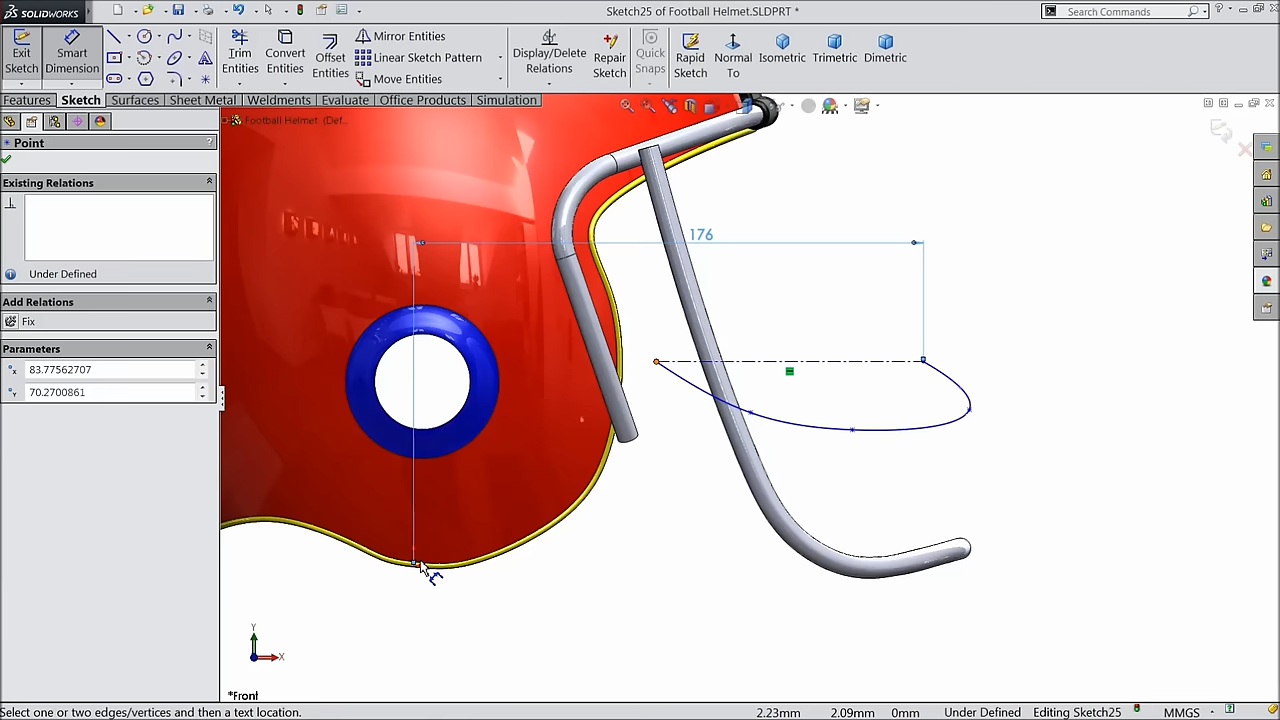 SOLIDWORKS
Sketch25 of Football Helmet.SLDPRT *
Search Commands
?
Exit Sketch
Smart Dimension
Trim Entities
Convert Entities
Offset Entities
Mirror Entities
Linear Sketch Pattern
Move Entities
Display/Delete Relations
Repair Sketch
Quick Snaps
Rapid Sketch
Normal To
Isometric
Trimetric
Dimetric
Features
Sketch
Surfaces
Sheet Metal
Weldments
Evaluate
Office Products
Simulation
Football Helmet (Def...
Point
?
Existing Relations
Under Defined
Add Relations
Fix
Parameters
83.77562707
70.2700861
176
Y
X
*Front
Select one or two edges/vertices and then a text location.
2.23mm
2.09mm
0mm
Under Defined
Editing Sketch25
MMGS